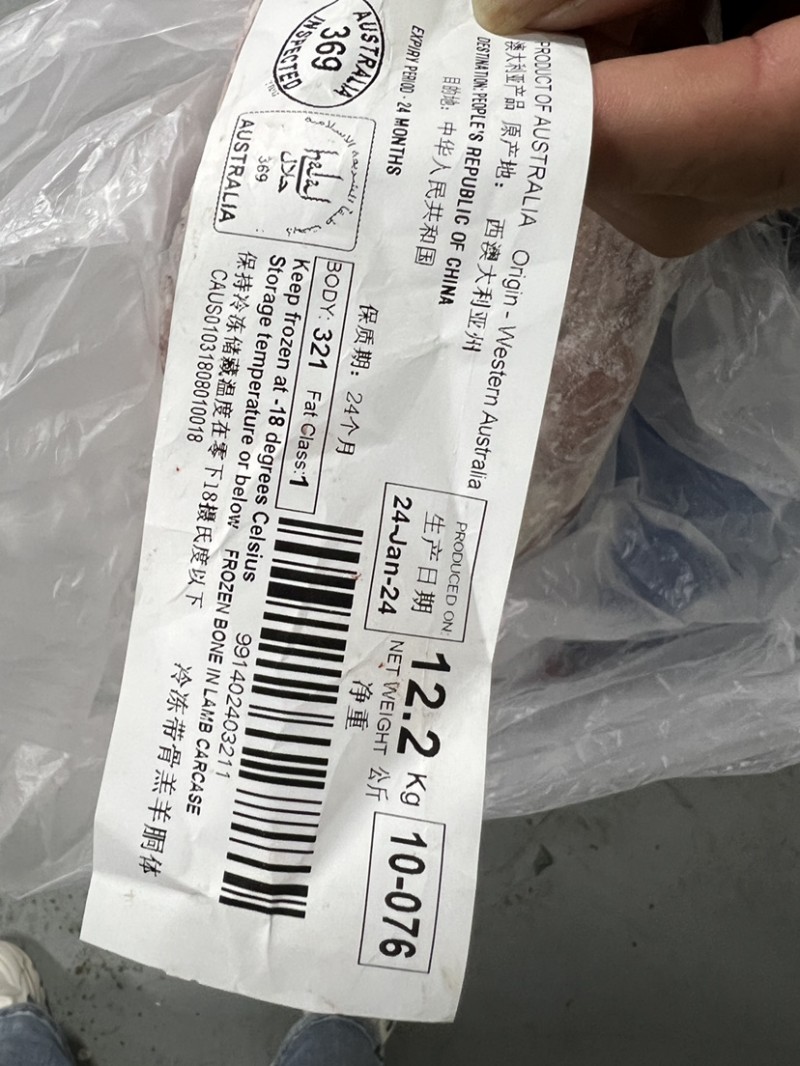 PRODUCT OF AUSTRALIA Origin - Western Australia
澳大利亚产品 原产地: 西澳大利亚州
DESTINATION: PEOPLE'S REPUBLIC OF CHINA
目的地: 中华人民共和国
EXPIRY PERIOD - 24 MONTHS
保质期: 24个月
AUSTRALIA
369
INSPECTED
halal
حلال
369
AUSTRALIA
PRODUCED ON:
生产日期
24-Jan-24
12.2 Kg
NET WEIGHT 公斤
净重
10-076
BODY: 321 Fat Class:1
Keep frozen at -18 degrees Celsius
Storage temperature or below
保持冷冻储藏温度在零下18摄氏度以下
CAUS01031808010018
991402403211
FROZEN BONE IN LAMB CARCASE
冷冻带骨羔羊胴体